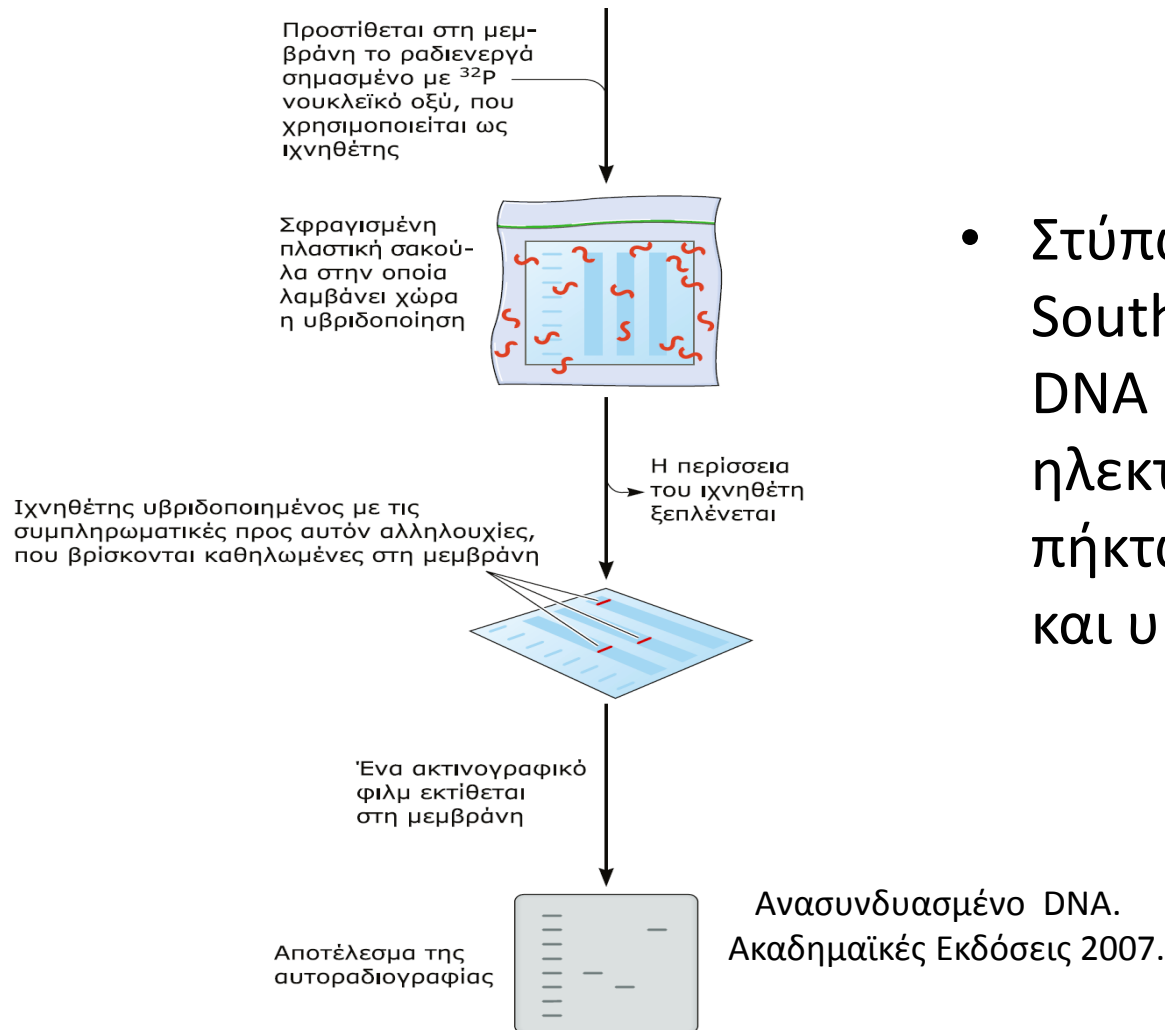 Προστίθεται στη μεμ-
βράνη το ραδιενεργά
σημασμένο με ³²P
νουκλεϊκό οξύ, που
χρησιμοποιείται ως
ιχνηθέτης
Σφραγισμένη
πλαστική σακού-
λα στην οποία
λαμβάνει χώρα
η υβριδοποίηση
Η περίσσεια
του ιχνηθέτη
ξεπλένεται
Ιχνηθέτης υβριδοποιημένος με τις
συμπληρωματικές προς αυτόν αλληλουχίες,
που βρίσκονται καθηλωμένες στη μεμβράνη
Ένα ακτινογραφικό
φιλμ εκτίθεται
στη μεμβράνη
Αποτέλεσμα της
αυτοραδιογραφίας
Ανασυνδυασμένο DNA.
Ακαδημαϊκές Εκδόσεις 2007.
•
South
DNA
και